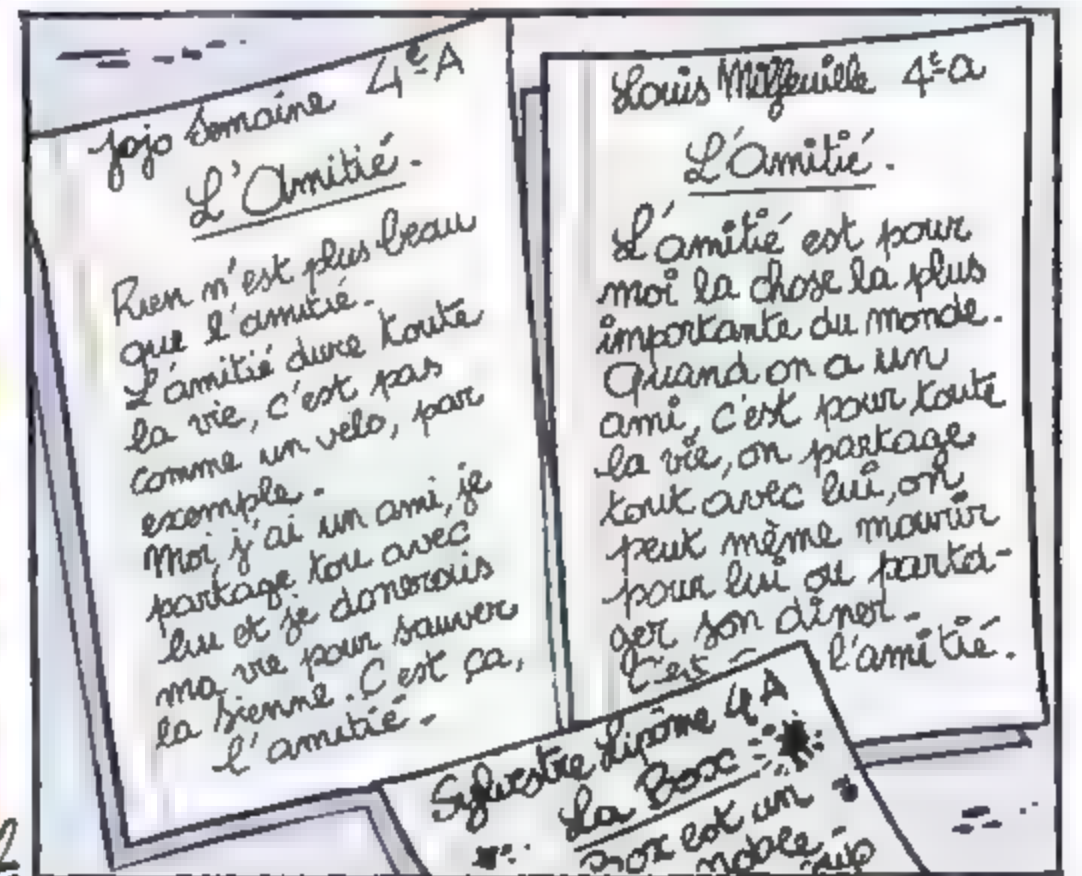 Jojo Semaine 4e A
L'Amitié.
Rien n'est plus beau
que l'amitié.
L'amitié dure toute
la vie, c'est pas
comme un velo, par
exemple.
Moi, j'ai un ami, je
partage tou avec
lui et je donerais
ma vie pour sauver
la sienne. C'est ça,
l'amitié.
Louis Milfeuille 4e a
L'Amitié.
L'amitié est pour
moi la chose la plus
importante du monde.
Quand on a un
ami, c'est pour toute
la vie, on partage
tout avec lui, on
peut même mourir
pour lui ou parta-
ger son dîner.
C'est l'amitié.
Sylvestre Lipome 4 A
La Boxe
est un
noble